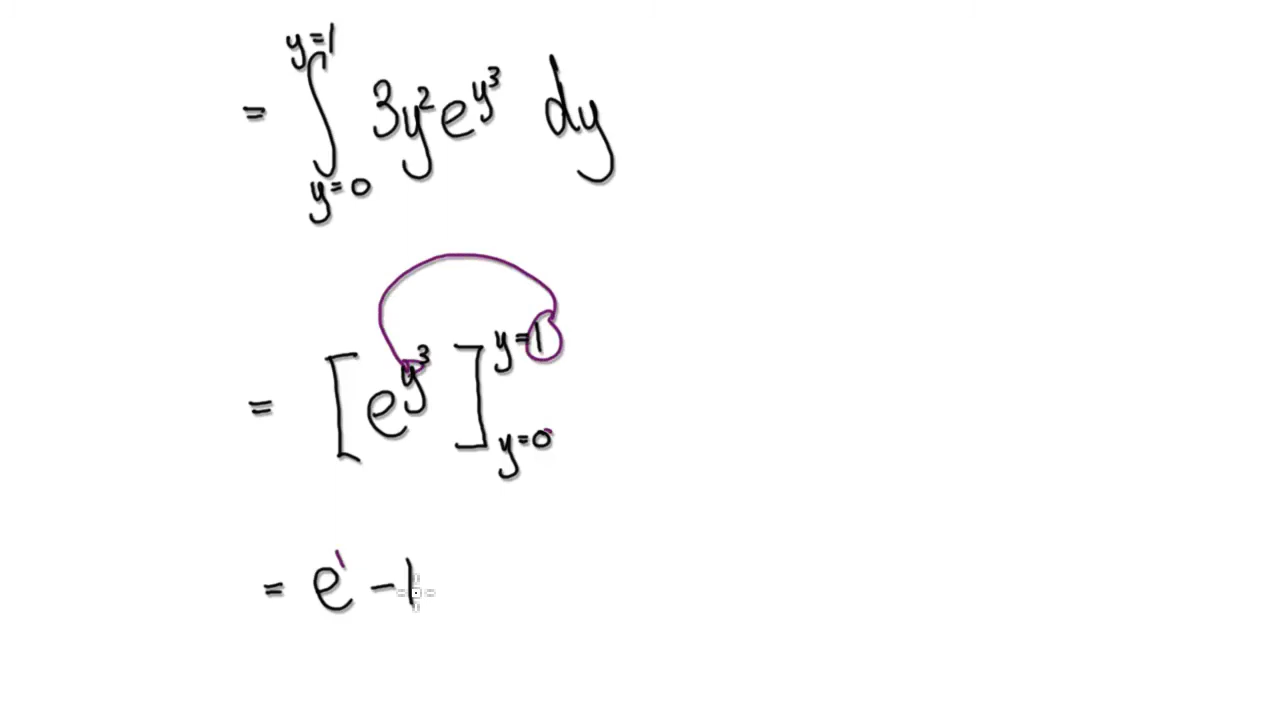 = ∫_{y=0}^{y=1} 3y²e^{y³} dy
= [e^{y³}]_{y=0}^{y=1}
= e¹ - 1